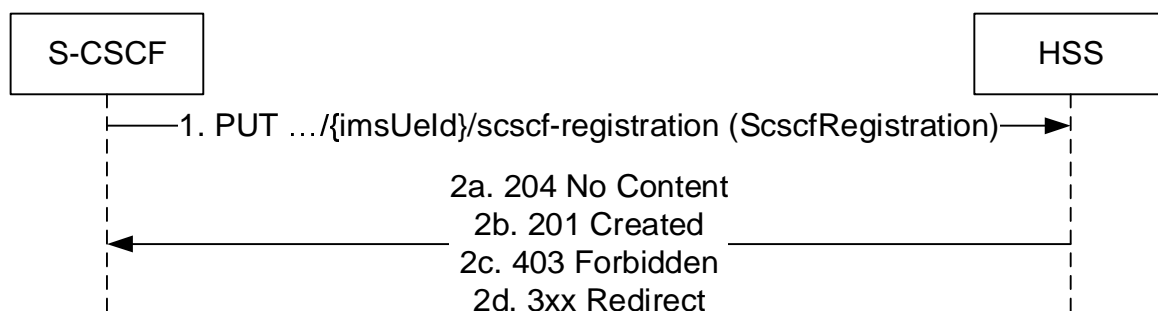 S-CSCF
HSS
1. PUT …/{imsUeId}/scscf-registration (ScscfRegistration)
2a. 204 No Content
2b. 201 Created
2c. 403 Forbidden
2d. 3xx Redirect